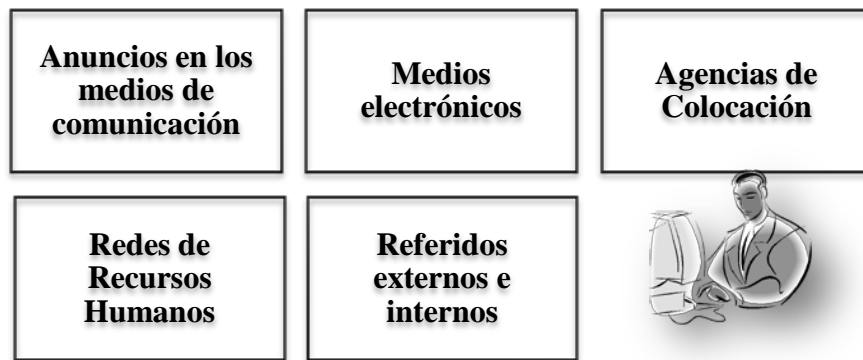 Anuncios en los
medios de
comunicación
Medios
electrónicos
Agencias de
Colocación
Redes de
Recursos
Humanos
Referidos
externos e
internos